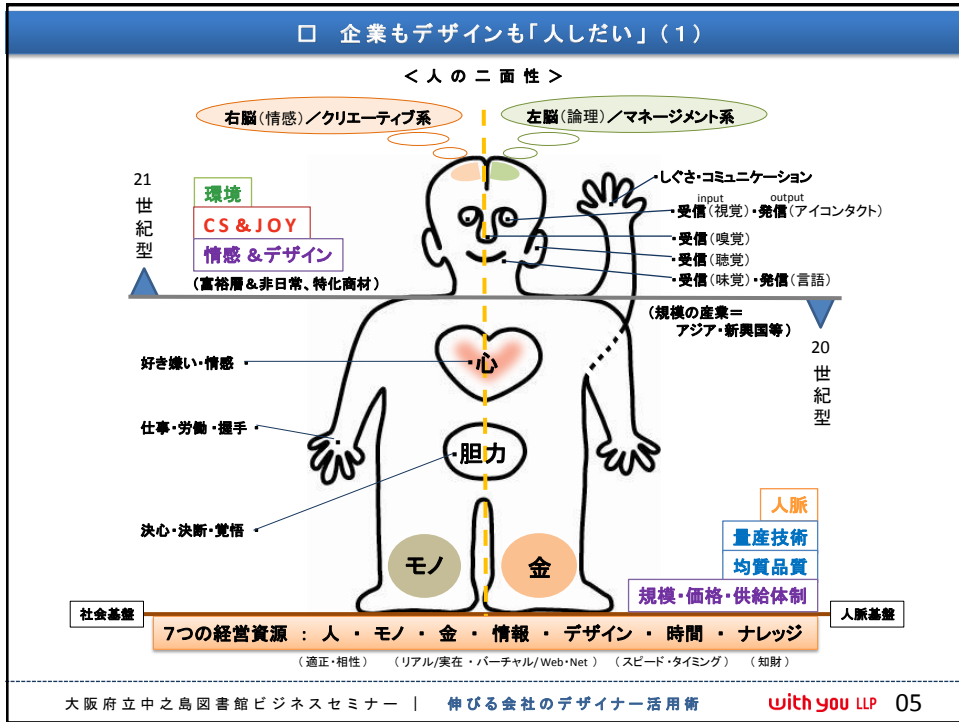 □ 企業もデザインも「人しだい」（1）
＜人の二面性＞
右脳（情感）／クリエーティブ系
左脳（論理）／マネージメント系
21世紀型
環境
CS＆JOY
情感＆デザイン
（富裕層＆非日常、特化商材）
・しぐさ・コミュニケーション
input output
・受信（視覚）・発信（アイコンタクト）
・受信（嗅覚）
・受信（聴覚）
・受信（味覚）・発信（言語）
（規模の産業＝
アジア・新興国等）
20世紀型
好き嫌い・情感・
・心
仕事・労働・握手・
・胆力
決心・決断・覚悟・
モノ
金
人脈
量産技術
均質品質
規模・価格・供給体制
社会基盤
人脈基盤
7つの経営資源：人・モノ・金・情報・デザイン・時間・ナレッジ
（適正・相性） （リアル/実在・バーチャル/Web・Net） （スピード・タイミング） （知財）
大阪府立中之島図書館ビジネスセミナー | 伸びる会社のデザイナー活用術 with you LLP 05